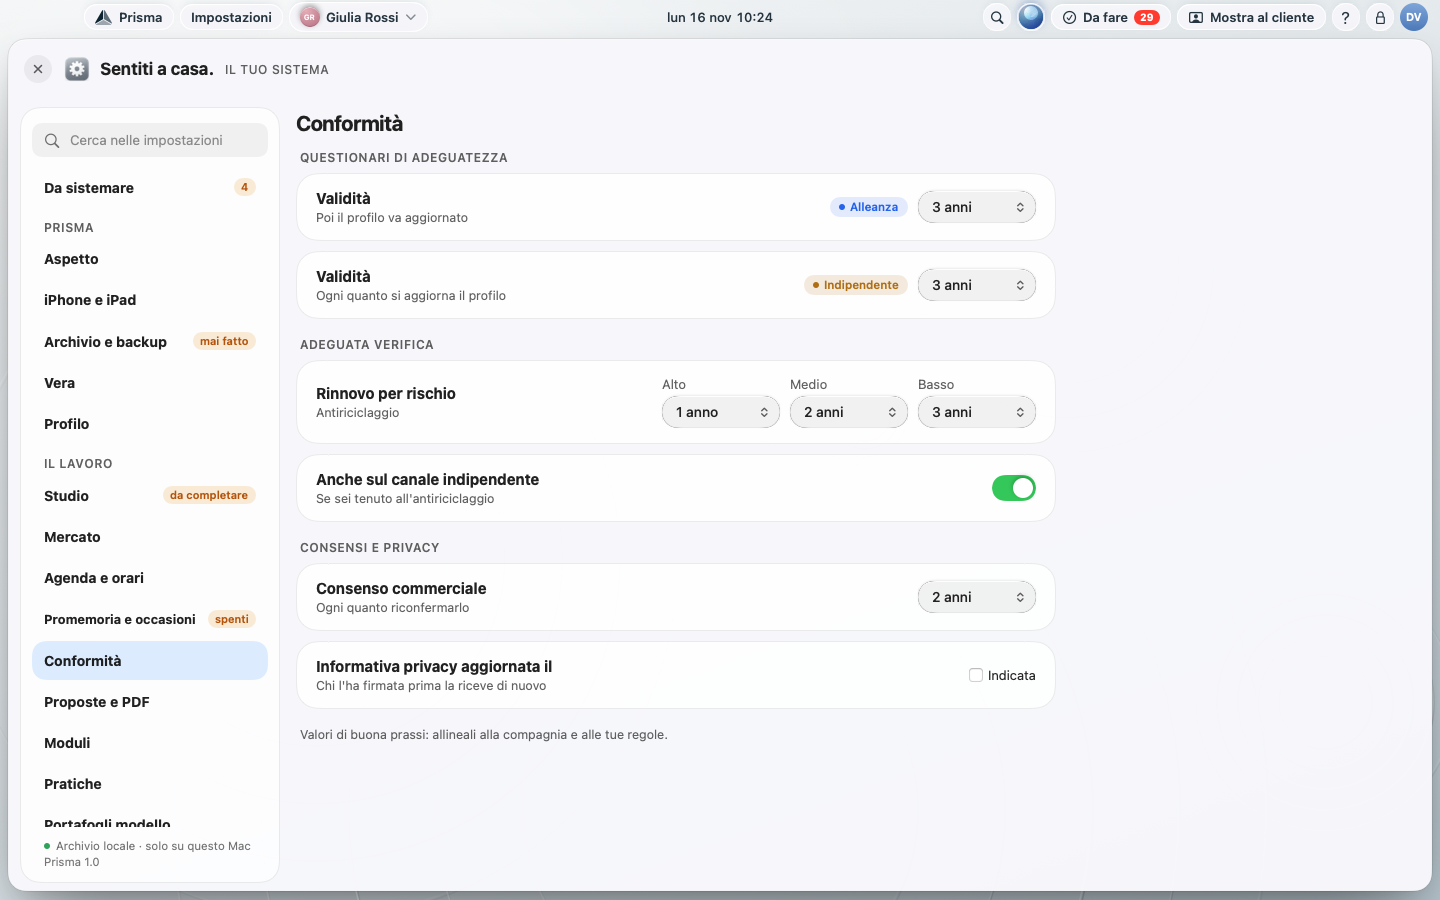 Prisma
Impostazioni
GR Giulia Rossi
lun 16 nov 10:24
Da fare 29
Mostra al cliente
?
DV
Sentiti a casa. IL TUO SISTEMA
Cerca nelle impostazioni
Da sistemare 4
PRISMA
Aspetto
iPhone e iPad
Archivio e backup mai fatto
Vera
Profilo
IL LAVORO
Studio da completare
Mercato
Agenda e orari
Promemoria e occasioni spenti
Conformità
Proposte e PDF
Moduli
Pratiche
Portafogli modello
Archivio locale · solo su questo Mac
Prisma 1.0
Conformità
QUESTIONARI DI ADEGUATEZZA
Validità
Poi il profilo va aggiornato
Alleanza
3 anni
Validità
Ogni quanto si aggiorna il profilo
Indipendente
3 anni
ADEGUATA VERIFICA
Rinnovo per rischio
Antiriciclaggio
Alto Medio Basso
1 anno 2 anni 3 anni
Anche sul canale indipendente
Se sei tenuto all'antiriciclaggio
CONSENSI E PRIVACY
Consenso commerciale
Ogni quanto riconfermarlo
2 anni
Informativa privacy aggiornata il
Chi l'ha firmata prima la riceve di nuovo
Indicata
Valori di buona prassi: allineali alla compagnia e alle tue regole.